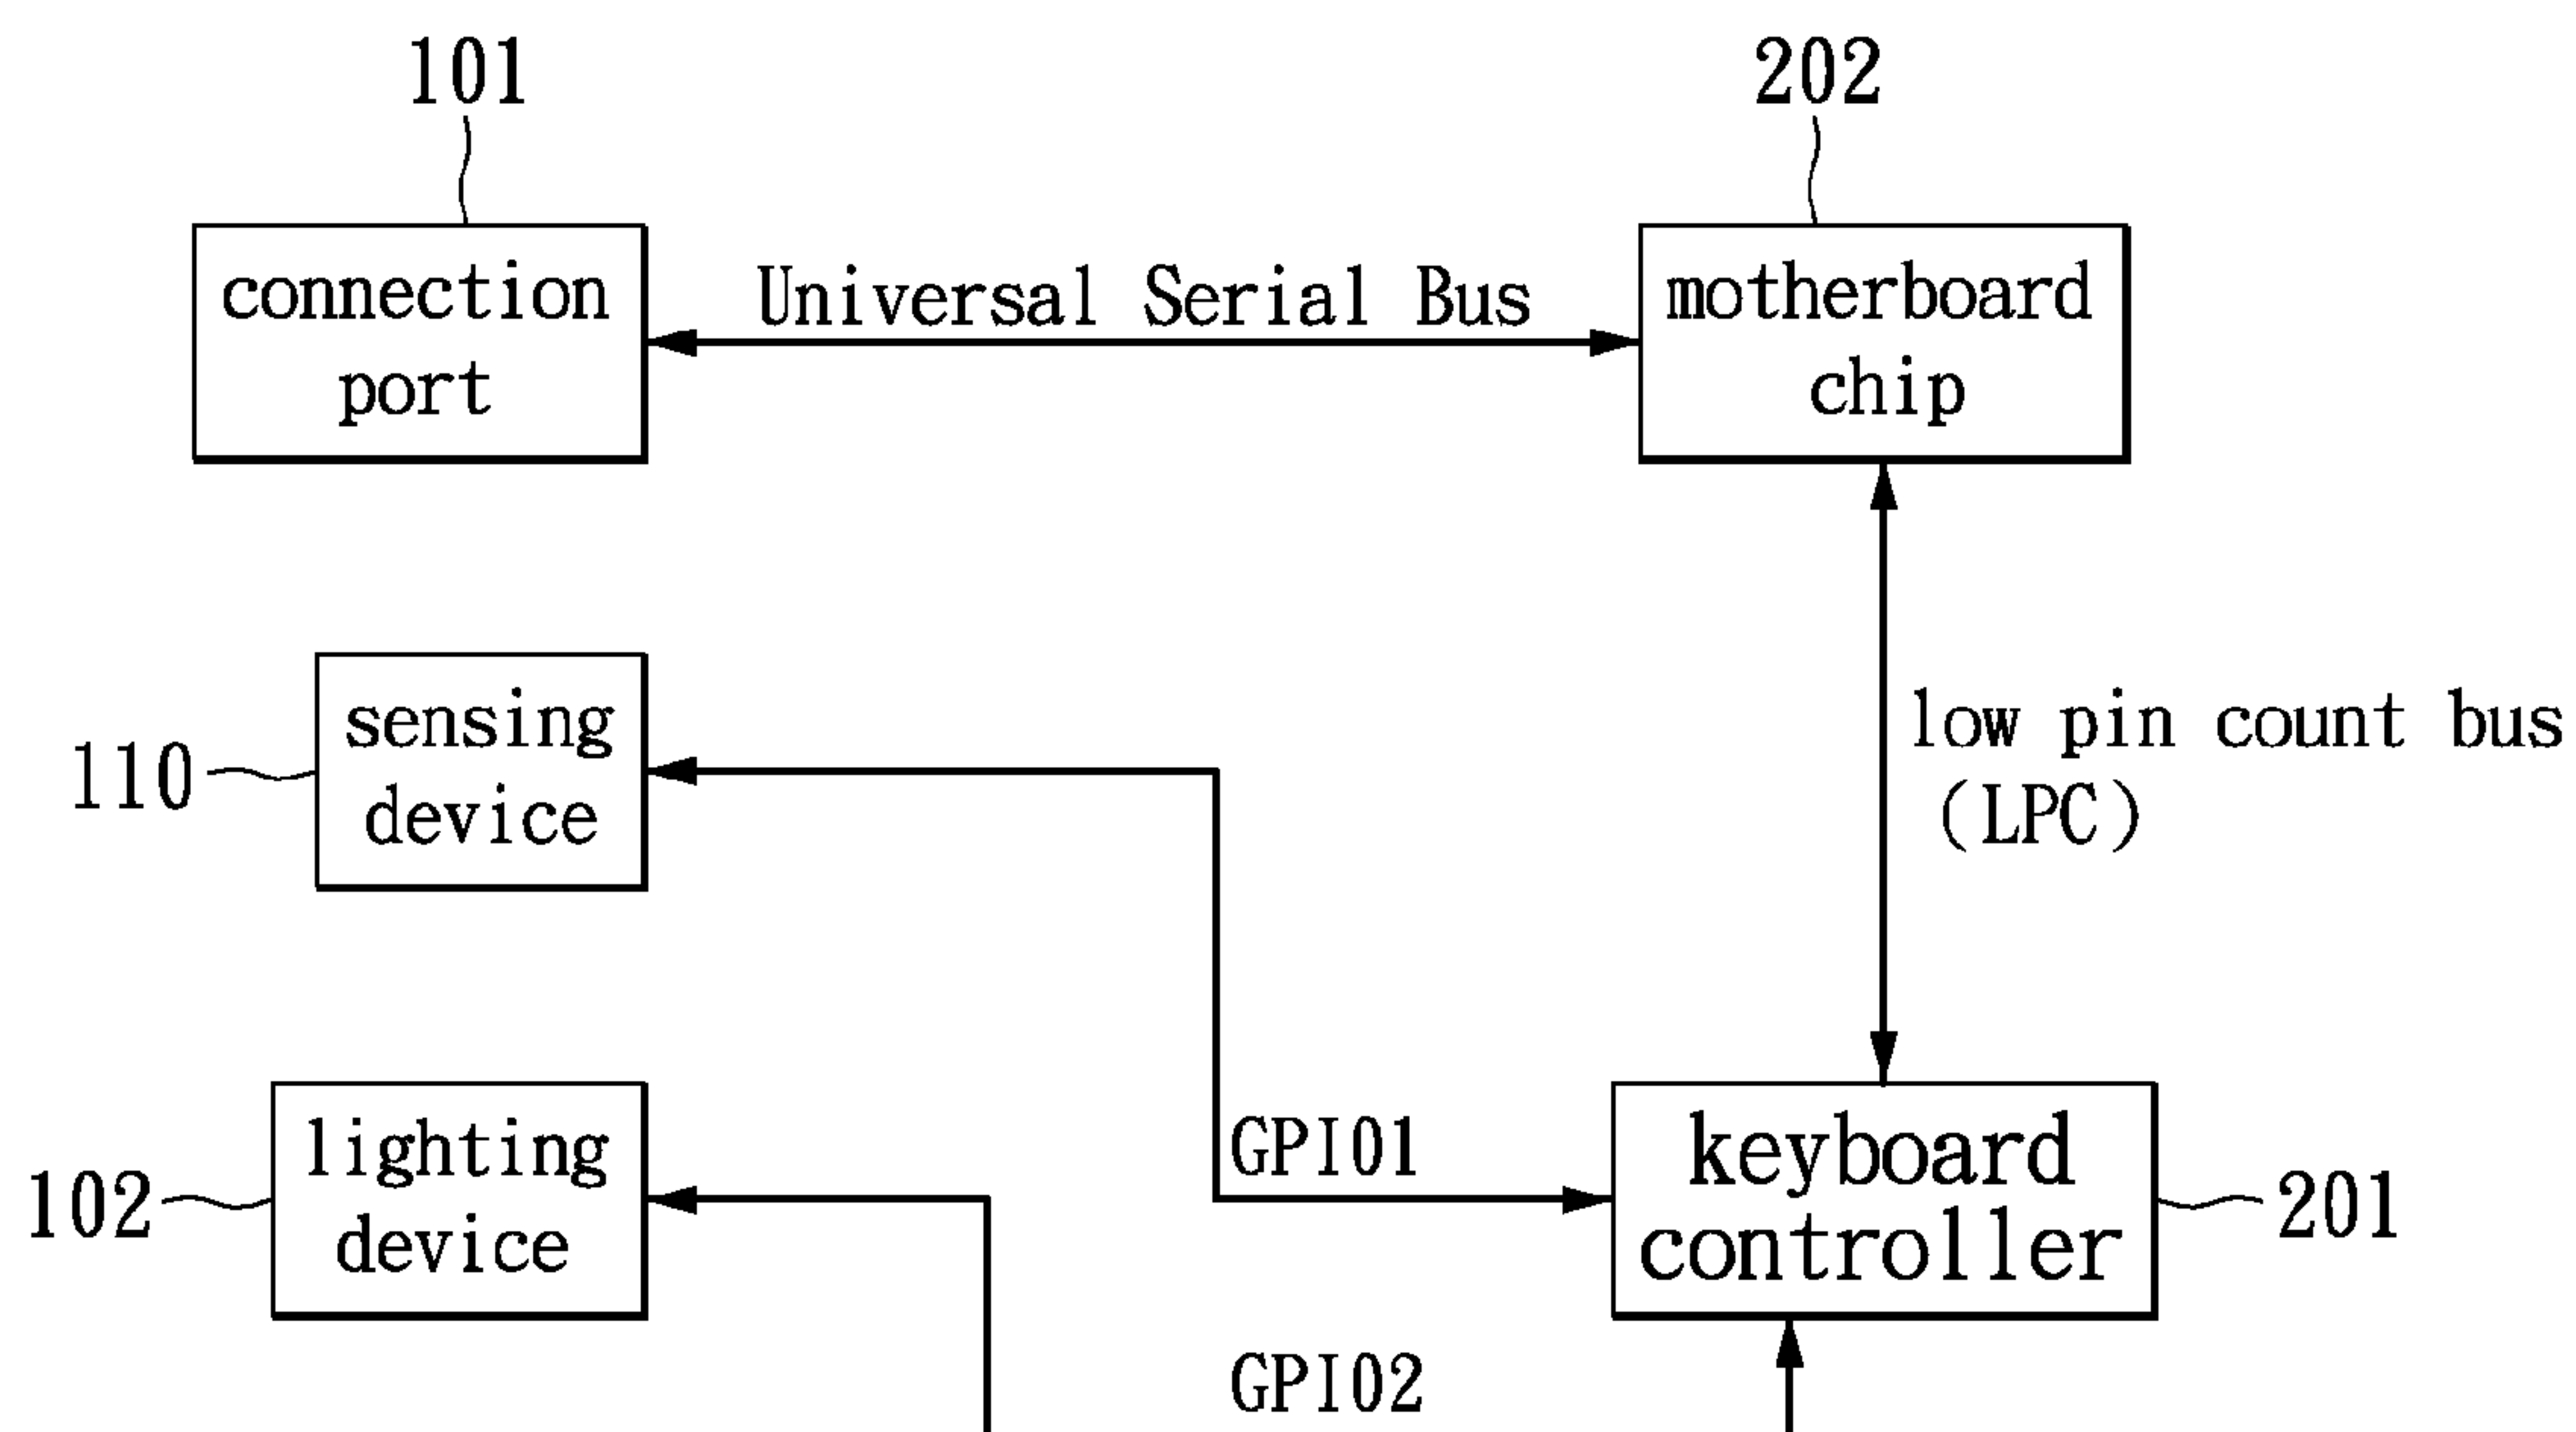 101
202
connection
port
Universal Serial Bus
motherboard
chip
110
sensing
device
low pin count bus
(LPC)
102
lighting
device
GPIO1
keyboard
controller
201
GPIO2